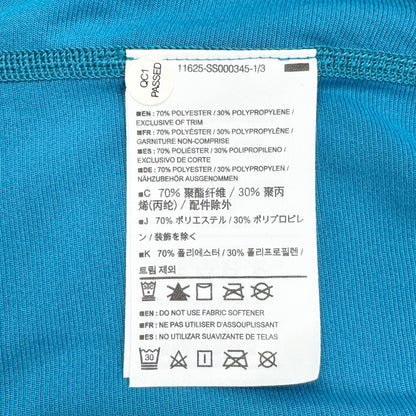 QC1
PASSED
11625-SS000345-1/3
EN: 70% POLYESTER / 30% POLYPROPYLENE /
EXCLUSIVE OF TRIM
FR: 70% POLYESTER / 30% POLYPROPYLÈNE /
GARNITURE NON-COMPRISE
ES: 70% POLIÉSTER / 30% POLIPROPILENO /
EXCLUSIVO DE CORTE
DE: 70% POLYESTER / 30% POLYPROPYLEN /
NÄHZUBEHÖR AUSGENOMMEN
C 70% 聚酯纤维 / 30% 聚丙
烯(丙纶) / 配件除外
J 70% ポリエステル / 30% ポリプロピレ
ン / 装飾を除く
K 70% 폴리에스터 / 30% 폴리프로필렌 /
트림 제외
EN: DO NOT USE FABRIC SOFTENER
FR: NE PAS UTILISER D'ASSOUPLISSANT
ES: NO USAR SUAVIZANTE DE TELAS
30